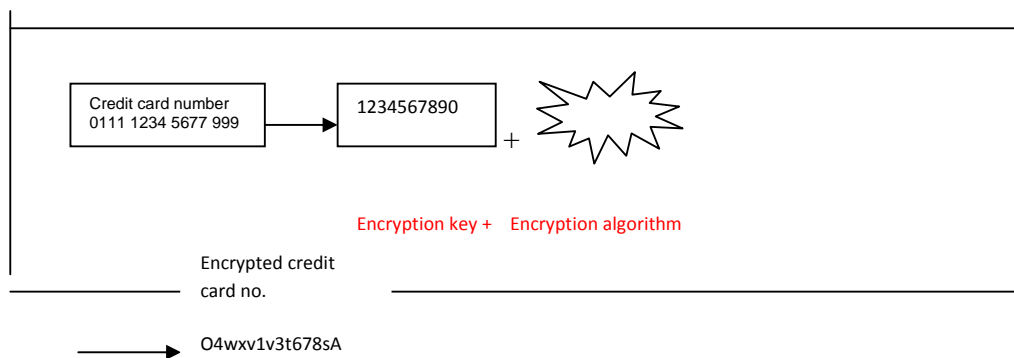 Credit card number
0111 1234 5677 999
1234567890
+
Encryption key + Encryption algorithm
Encrypted credit
card no.
O4wxv1v3t678sA